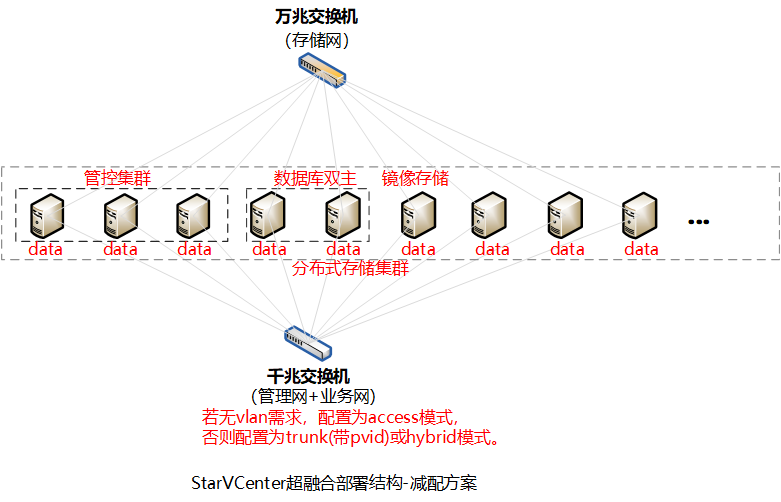 万兆交换机
（存储网）
管控集群 数据库双主 镜像存储
data data data data data data data data data ...
分布式存储集群
千兆交换机
（管理网+业务网）
若无vlan需求，配置为access模式，
否则配置为trunk(带pvid)或hybrid模式。
StarVCenter超融合部署结构-减配方案